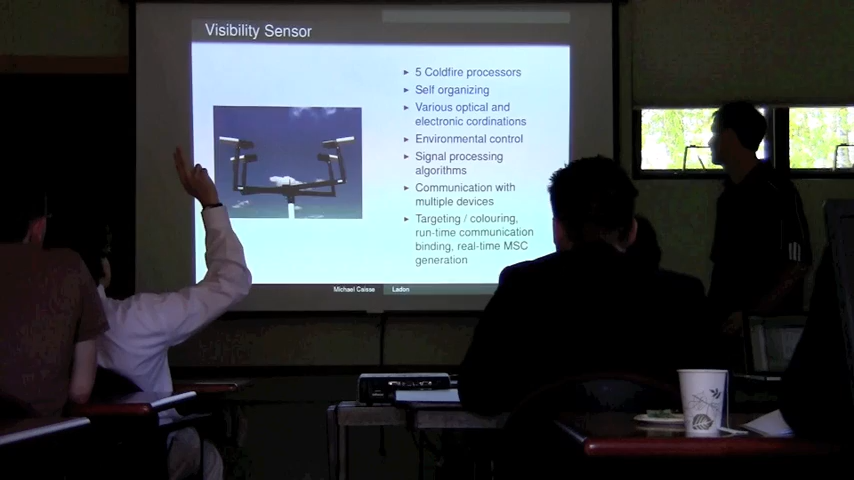 Visibility Sensor
5 Coldfire processors
Self organizing
Various optical and
electronic cordinations
Environmental control
Signal processing
algorithms
Communication with
multiple devices
Targeting / colouring,
run-time communication
binding, real-time MSC
generation
Michael Caisse Ladon